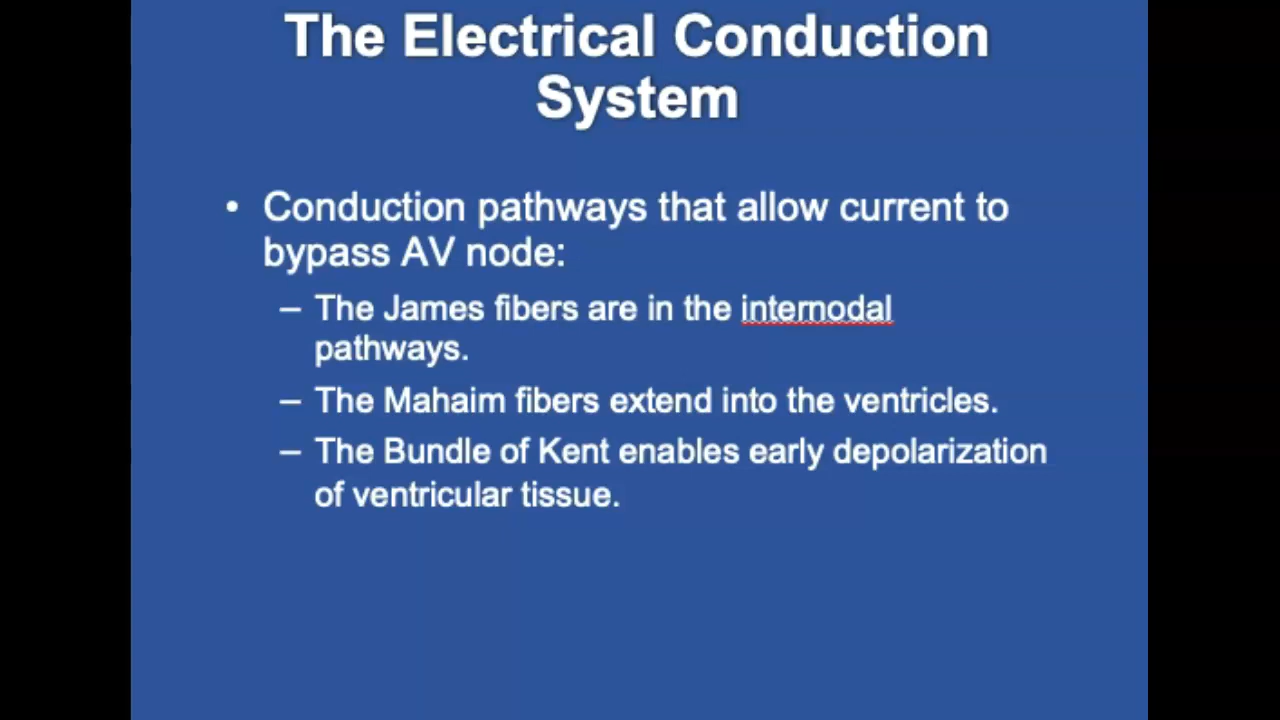 The Electrical Conduction
System
• Conduction pathways that allow current to
bypass AV node:
– The James fibers are in the internodal
pathways.
– The Mahaim fibers extend into the ventricles.
– The Bundle of Kent enables early depolarization
of ventricular tissue.